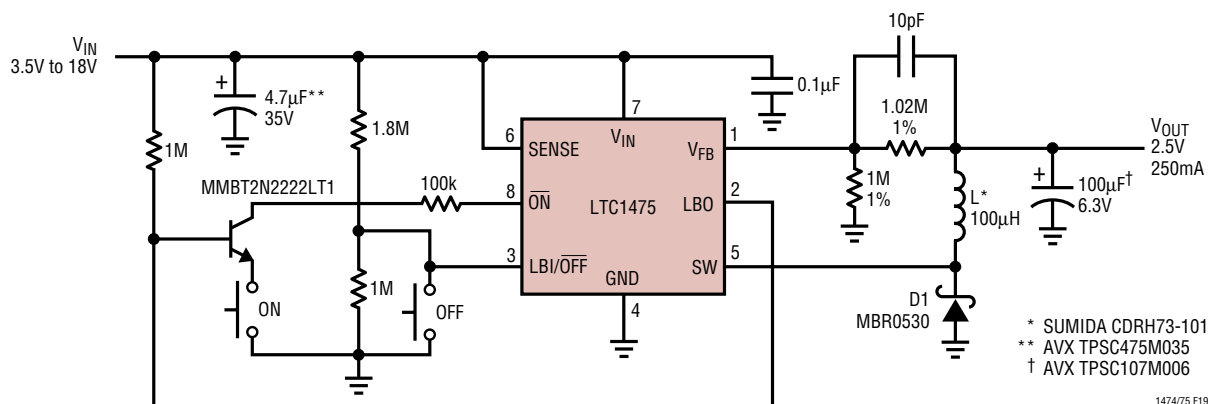 V_IN
3.5V to 18V
1M
+
4.7µF**
35V
1.8M
MMBT2N2222LT1
100k
1M
ON
OFF
6
SENSE
8
O̅N̅
3
LBI/O̅F̅F̅
7
V_IN
LTC1475
GND
4
V_FB
1
LBO
2
SW
5
0.1µF
10pF
1.02M
1%
1M
1%
L*
100µH
+
100µF†
6.3V
V_OUT
2.5V
250mA
D1
MBR0530
* SUMIDA CDRH73-101
** AVX TPSC475M035
† AVX TPSC107M006
1474/75 F19